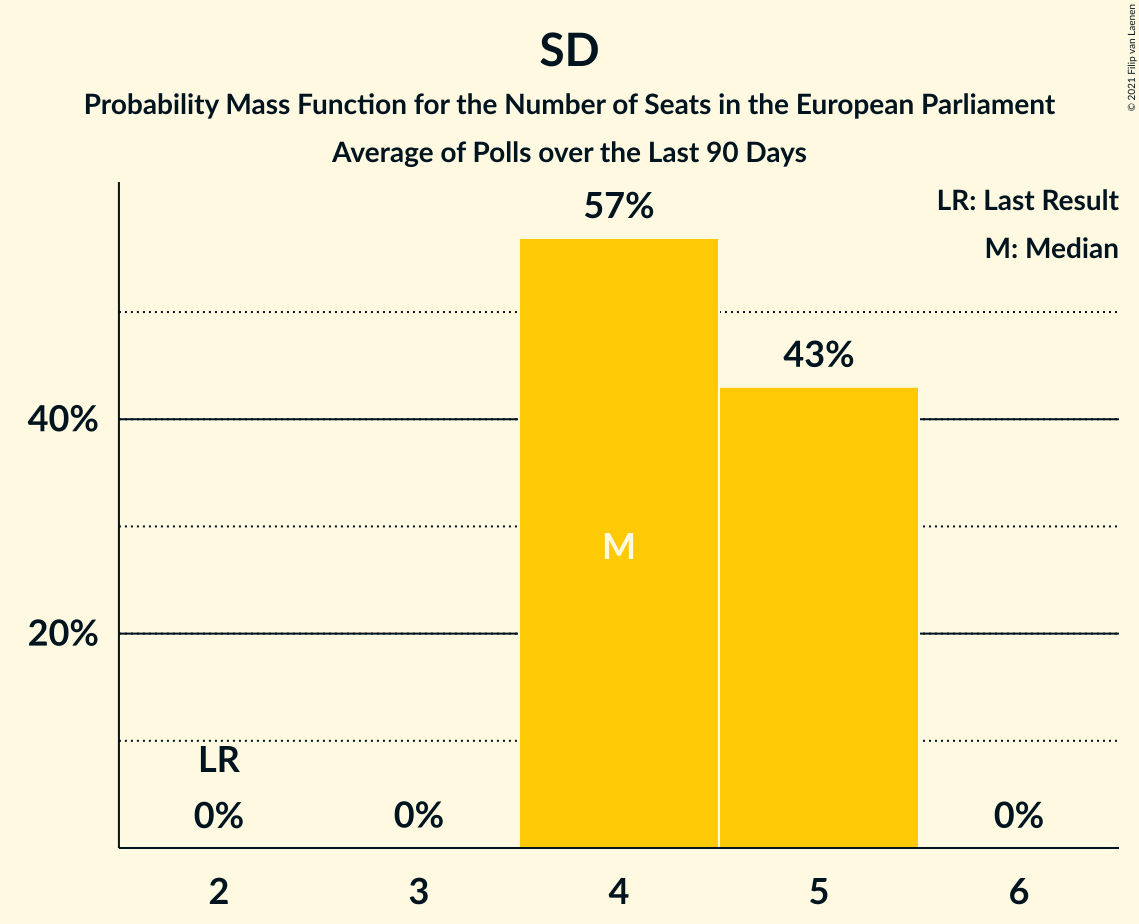 SD
Probability Mass Function for the Number of Seats in the European Parliament
Average of Polls over the Last 90 Days
© 2021 Filip van Laenen
LR: Last Result
M: Median
57%
43%
40%
M
20%
LR
0%
0%
0%
2
3
4
5
6